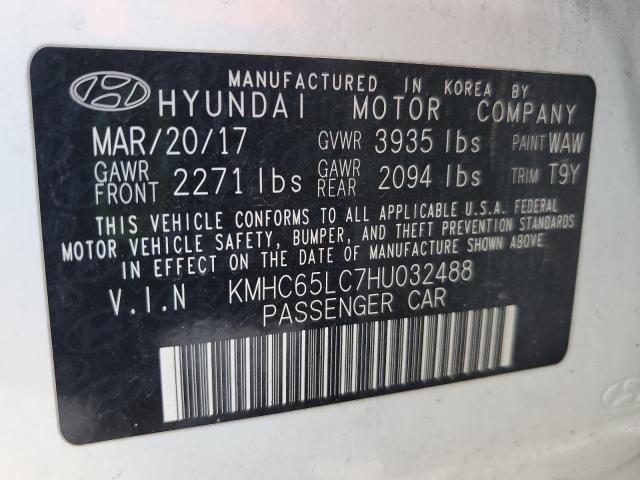 MANUFACTURED IN KOREA BY
HYUNDAI MOTOR COMPANY
MAR/20/17 GVWR 3935 lbs PAINT WAW
GAWR FRONT 2271 lbs GAWR REAR 2094 lbs TRIM T9Y
THIS VEHICLE CONFORMS TO ALL APPLICABLE U.S.A. FEDERAL
MOTOR VEHICLE SAFETY, BUMPER, AND THEFT PREVENTION STANDARDS
IN EFFECT ON THE DATE OF MANUFACTURE SHOWN ABOVE.
V.I.N KMHC65LC7HU032488
PASSENGER CAR